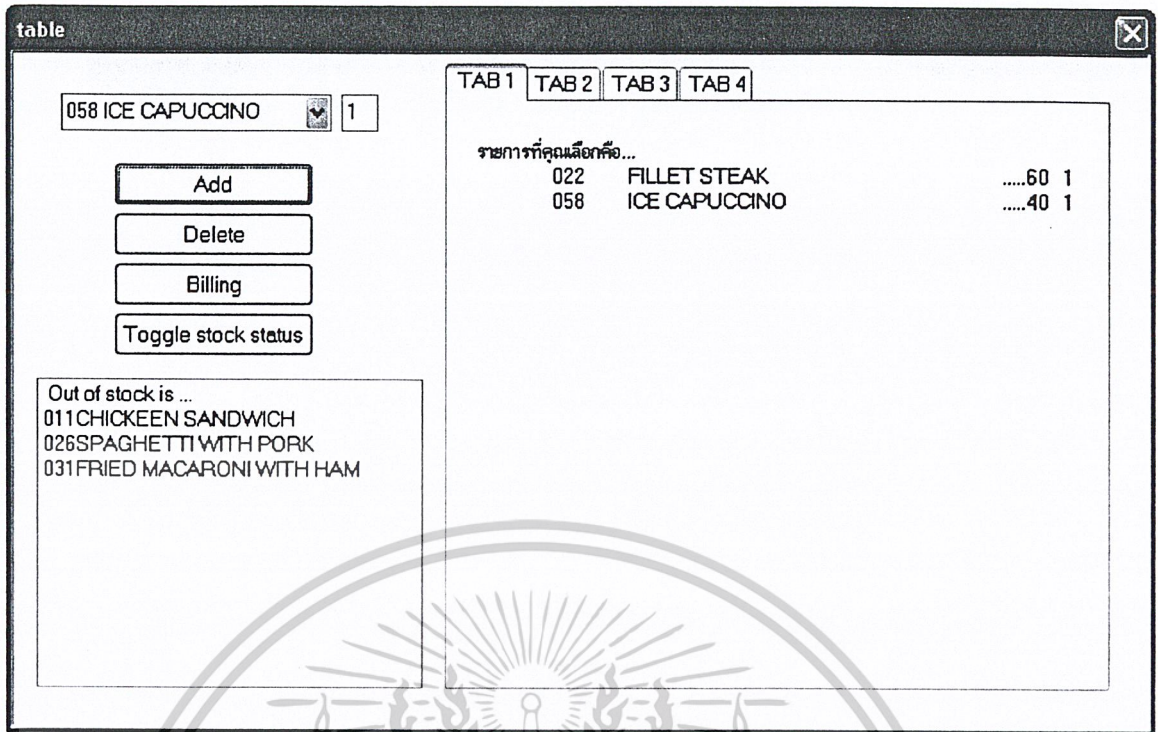 table
058 ICE CAPUCCINO 1
Add
Delete
Billing
Toggle stock status
Out of stock is ...
011CHICKEEN SANDWICH
026SPAGHETTI WITH PORK
031FRIED MACARONI WITH HAM
TAB 1 TAB 2 TAB 3 TAB 4
รายการที่คุณเลือกคือ...
022 FILLET STEAK .....60 1
058 ICE CAPUCCINO .....40 1